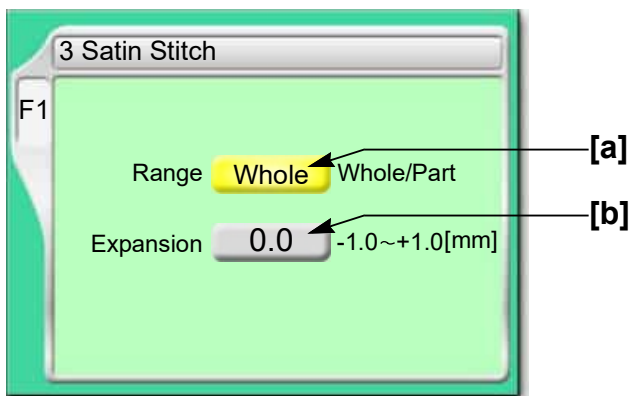 3 Satin Stitch
F1
Range Whole Whole/Part
[a]
Expansion 0.0 -1.0~+1.0[mm]
[b]